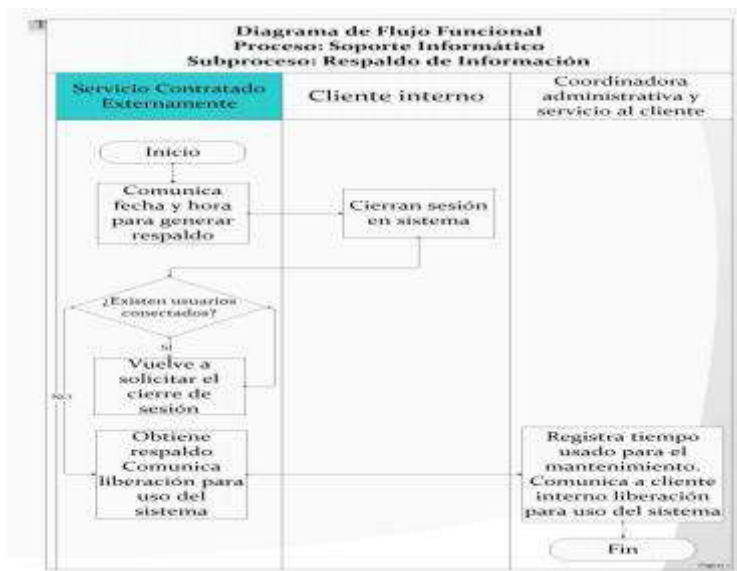 Diagrama de Flujo Funcional
Proceso: Soporte Informático
Subproceso: Respaldo de Información
Servicio Contratado
Externamente
Cliente interno
Coordinadora
administrativa y
servicio al cliente
Inicio
Comunica
fecha y hora
para generar
respaldo
Cierran sesión
en sistema
¿Existen usuarios
conectados?
SI
Vuelve a
solicitar el
cierre de
sesión
NO
Obtiene
respaldo
Comunica
liberación para
uso del
sistema
Registra tiempo
usado para el
mantenimiento.
Comunica a cliente
interno liberación
para uso del sistema
Fin